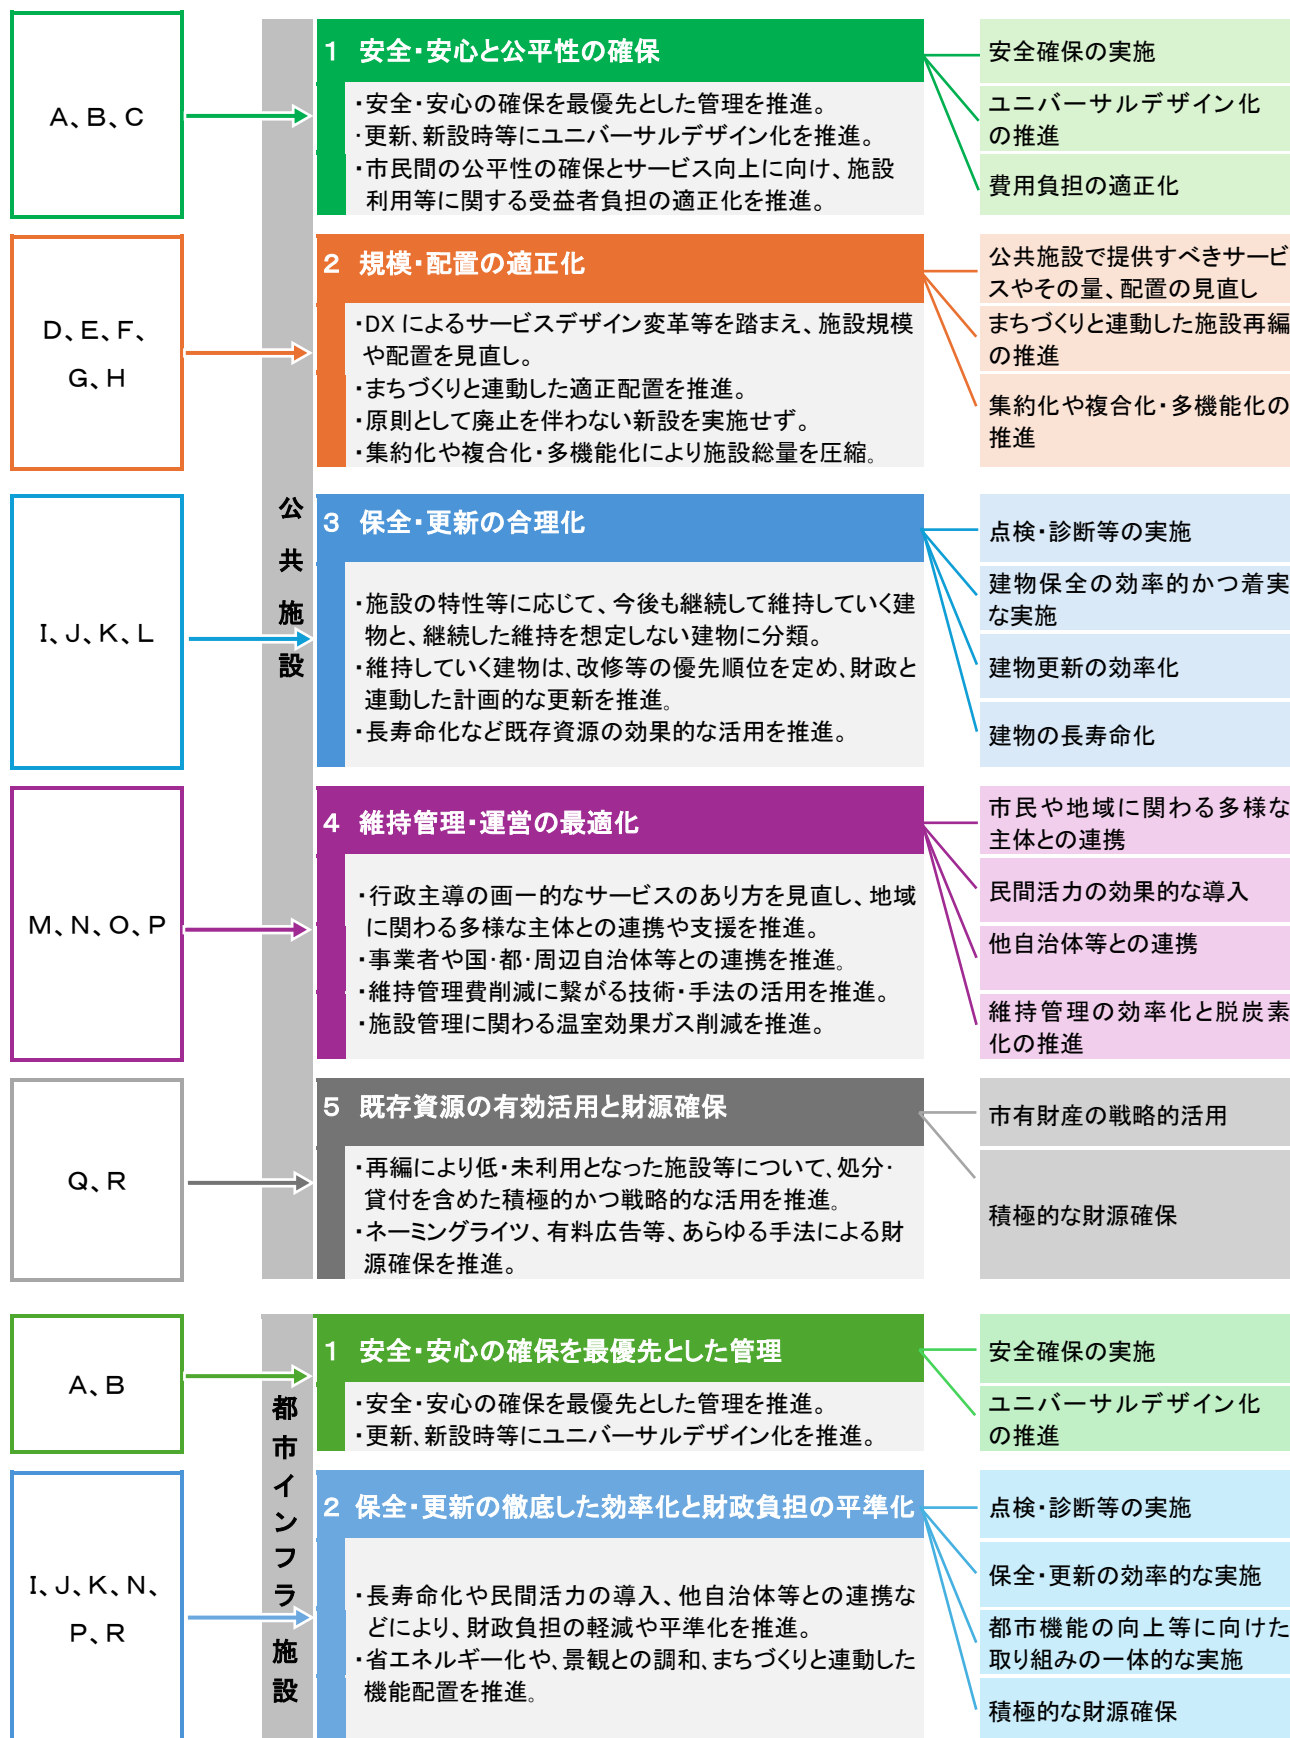 A、B、C
公共施設
1 安全・安心と公平性の確保
・安全・安心の確保を最優先とした管理を推進。
・更新、新設時等にユニバーサルデザイン化を推進。
・市民間の公平性の確保とサービス向上に向け、施設
利用等に関する受益者負担の適正化を推進。
安全確保の実施
ユニバーサルデザイン化
の推進
費用負担の適正化
D、E、F、
G、H
2 規模・配置の適正化
・DX によるサービスデザイン変革等を踏まえ、施設規模
や配置を見直し。
・まちづくりと連動した適正配置を推進。
・原則として廃止を伴わない新設を実施せず。
・集約化や複合化・多機能化により施設総量を圧縮。
公共施設で提供すべきサービ
スやその量、配置の見直し
まちづくりと連動した施設再編
の推進
集約化や複合化・多機能化の
推進
I、J、K、L
3 保全・更新の合理化
・施設の特性等に応じて、今後も継続して維持していく建
物と、継続した維持を想定しない建物に分類。
・維持していく建物は、改修等の優先順位を定め、財政と
連動した計画的な更新を推進。
・長寿命化など既存資源の効果的な活用を推進。
点検・診断等の実施
建物保全の効率的かつ着実
な実施
建物更新の効率化
建物の長寿命化
M、N、O、P
4 維持管理・運営の最適化
・行政主導の画一的なサービスのあり方を見直し、地域
に関わる多様な主体との連携や支援を推進。
・事業者や国・都・周辺自治体等との連携を推進。
・維持管理費削減に繋がる技術・手法の活用を推進。
・施設管理に関わる温室効果ガス削減を推進。
市民や地域に関わる多様な
主体との連携
民間活力の効果的な導入
他自治体等との連携
維持管理の効率化と脱炭素
化の推進
Q、R
5 既存資源の有効活用と財源確保
・再編により低・未利用となった施設等について、処分・
貸付を含めた積極的かつ戦略的な活用を推進。
・ネーミングライツ、有料広告等、あらゆる手法による財
源確保を推進。
市有財産の戦略的活用
積極的な財源確保
A、B
都市インフラ施設
1 安全・安心の確保を最優先とした管理
・安全・安心の確保を最優先とした管理を推進。
・更新、新設時等にユニバーサルデザイン化を推進。
安全確保の実施
ユニバーサルデザイン化
の推進
I、J、K、N、
P、R
2 保全・更新の徹底した効率化と財政負担の平準化
・長寿命化や民間活力の導入、他自治体等との連携な
どにより、財政負担の軽減や平準化を推進。
・省エネルギー化や、景観との調和、まちづくりと連動した
機能配置を推進。
点検・診断等の実施
保全・更新の効率的な実施
都市機能の向上等に向けた
取り組みの一体的な実施
積極的な財源確保